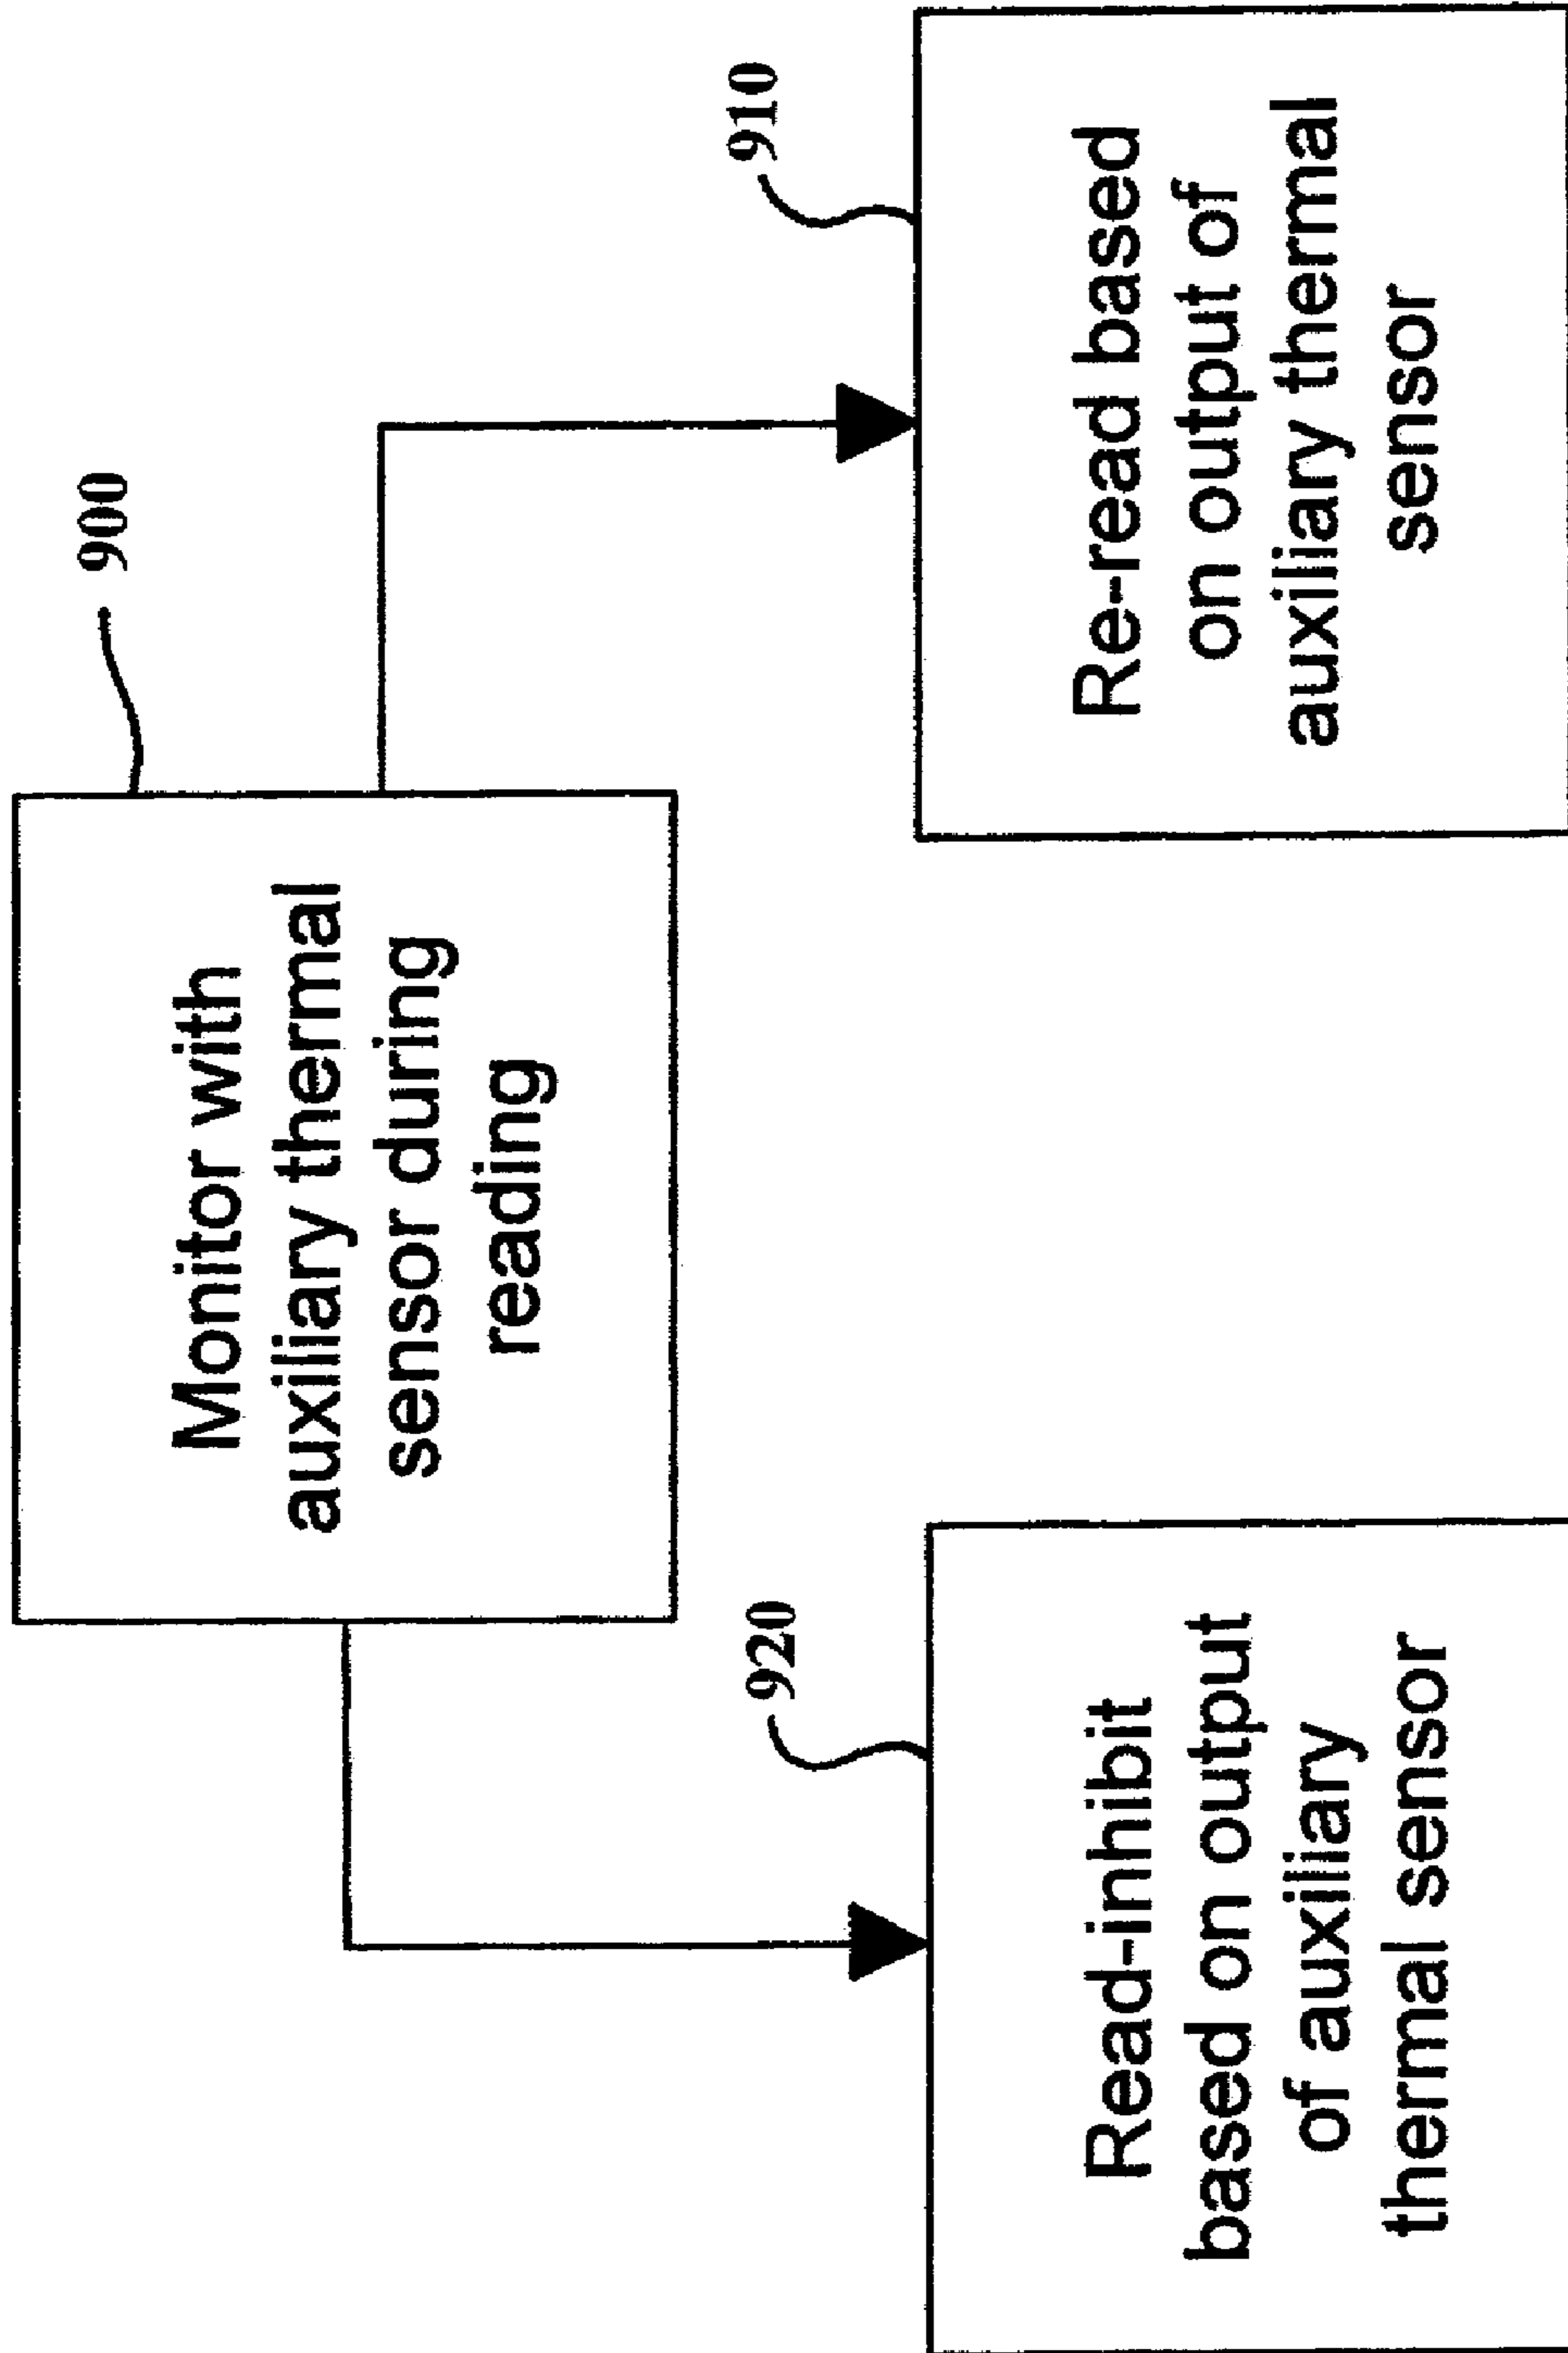 900
Monitor with
auxiliary thermal
sensor during
reading
920
Read-inhibit
based on output
of auxiliary
thermal sensor
910
Re-read based
on output of
auxiliary thermal
sensor